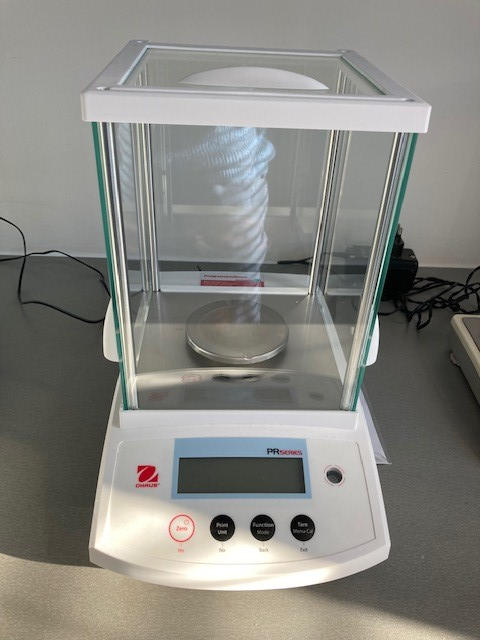 PR SERIES
OHAUS
Zero
Print
Unit
Function
Mode
Tare
Menu-Cal
Yes
No
Back
Exit